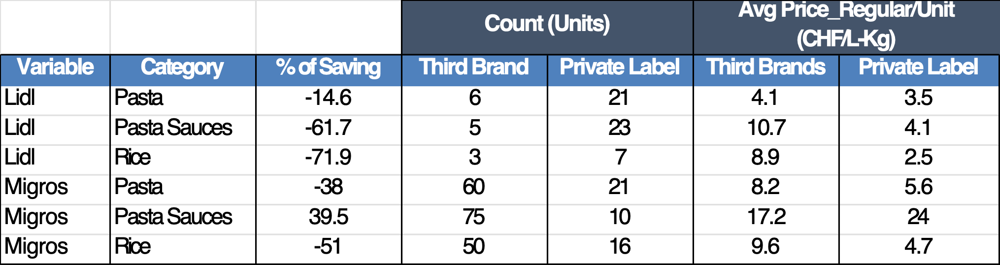 Count (Units) Avg Price_Regular/Unit
(CHF/L-Kg)
Variable Category % of Saving Third Brand Private Label Third Brands Private Label
Lidl Pasta -14.6 6 21 4.1 3.5
Lidl Pasta Sauces -61.7 5 23 10.7 4.1
Lidl Rice -71.9 3 7 8.9 2.5
Migros Pasta -38 60 21 8.2 5.6
Migros Pasta Sauces 39.5 75 10 17.2 24
Migros Rice -51 50 16 9.6 4.7